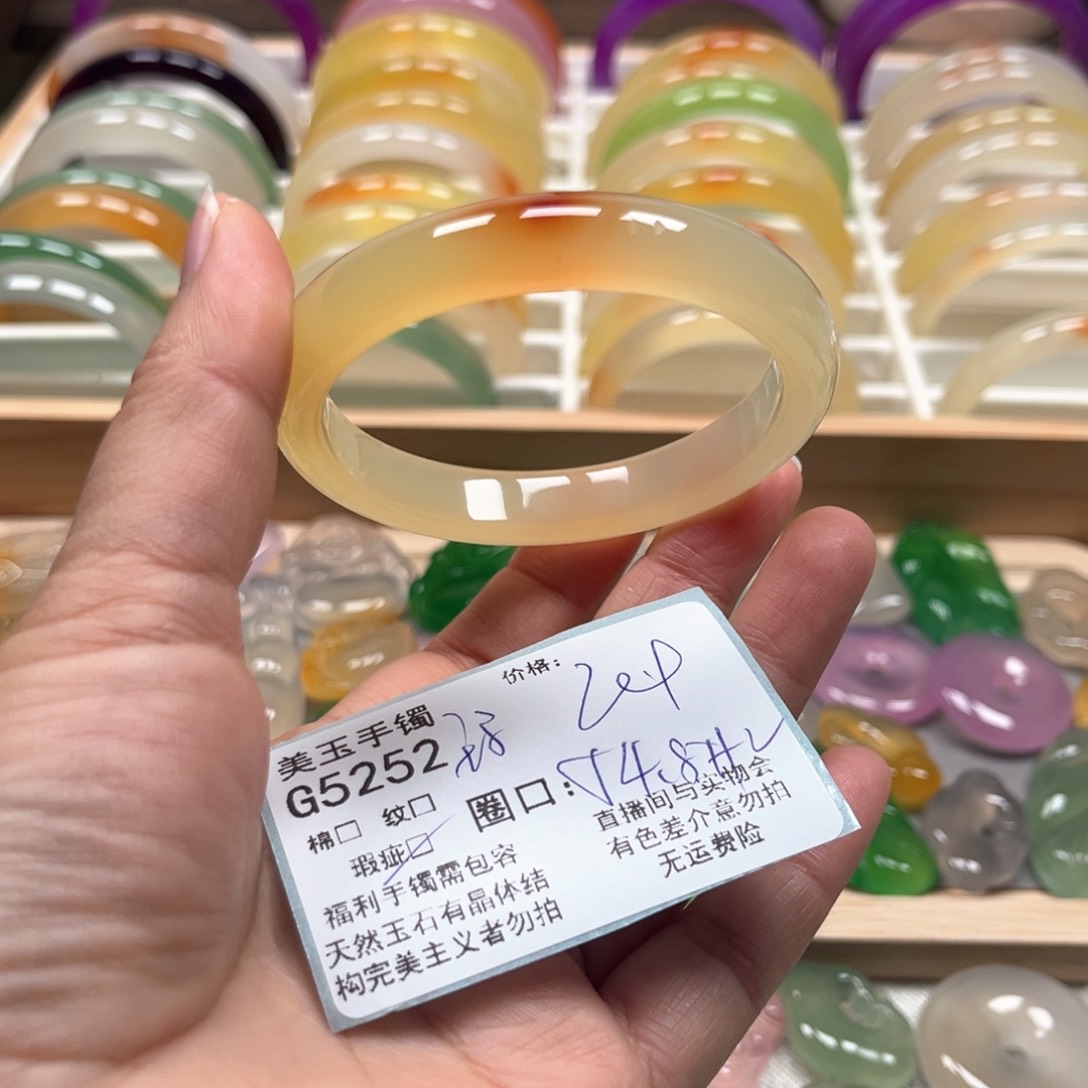 价格:
美玉手镯
G5252
圈口: 54.8
棉□ 纹□
瑕疵□
福利手镯需包容
天然玉石有晶体结
构完美主义者勿拍
直播间与实物会
有色差介意勿拍
无运费险